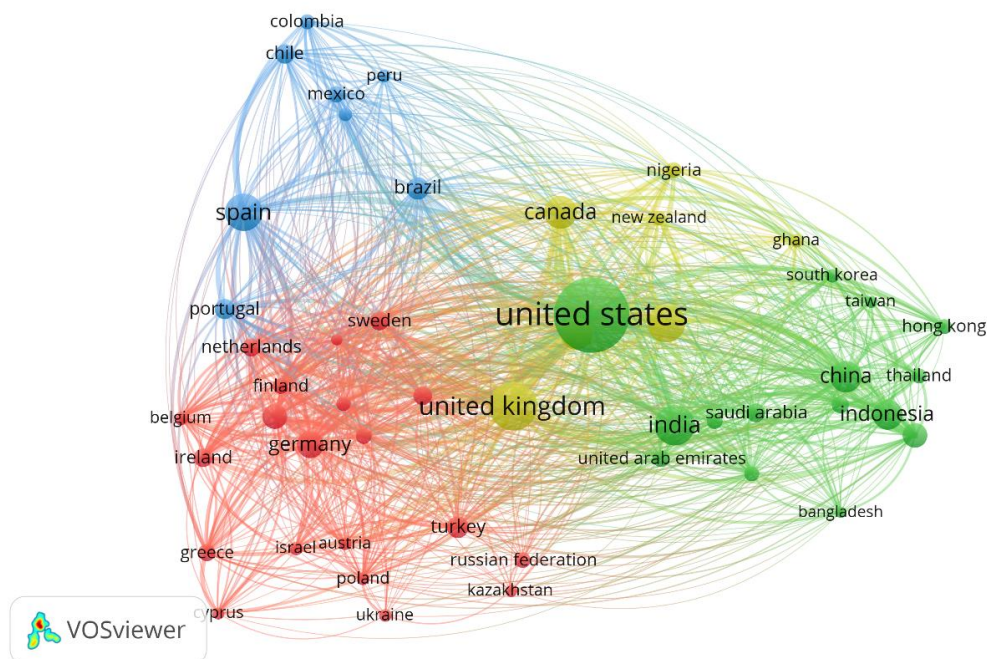 colombia
chile
peru
mexico
brazil
nigeria
spain
canada
new zealand
ghana
south korea
taiwan
portugal
united states
sweden
hong kong
netherlands
china
thailand
finland
united kingdom
saudi arabia
indonesia
belgium
india
germany
ireland
united arab emirates
bangladesh
turkey
greece
israel
austria
russian federation
poland
kazakhstan
cyprus
ukraine
VOSviewer